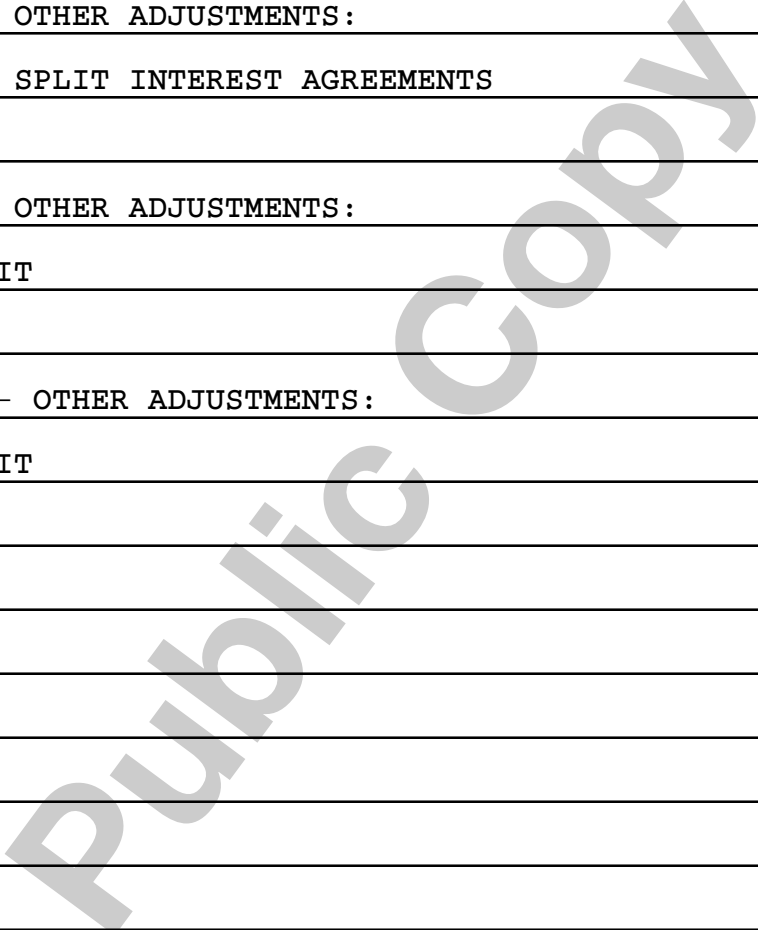 OTHER ADJUSTMENTS:
SPLIT INTEREST AGREEMENTS
OTHER ADJUSTMENTS:
IT
– OTHER ADJUSTMENTS:
IT
Public Copy